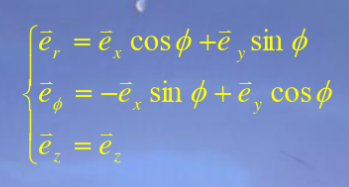 e⃗_r = e⃗_x cos ϕ + e⃗_y sin ϕ
e⃗_ϕ = −e⃗_x sin ϕ + e⃗_y cos ϕ
e⃗_z = e⃗_z